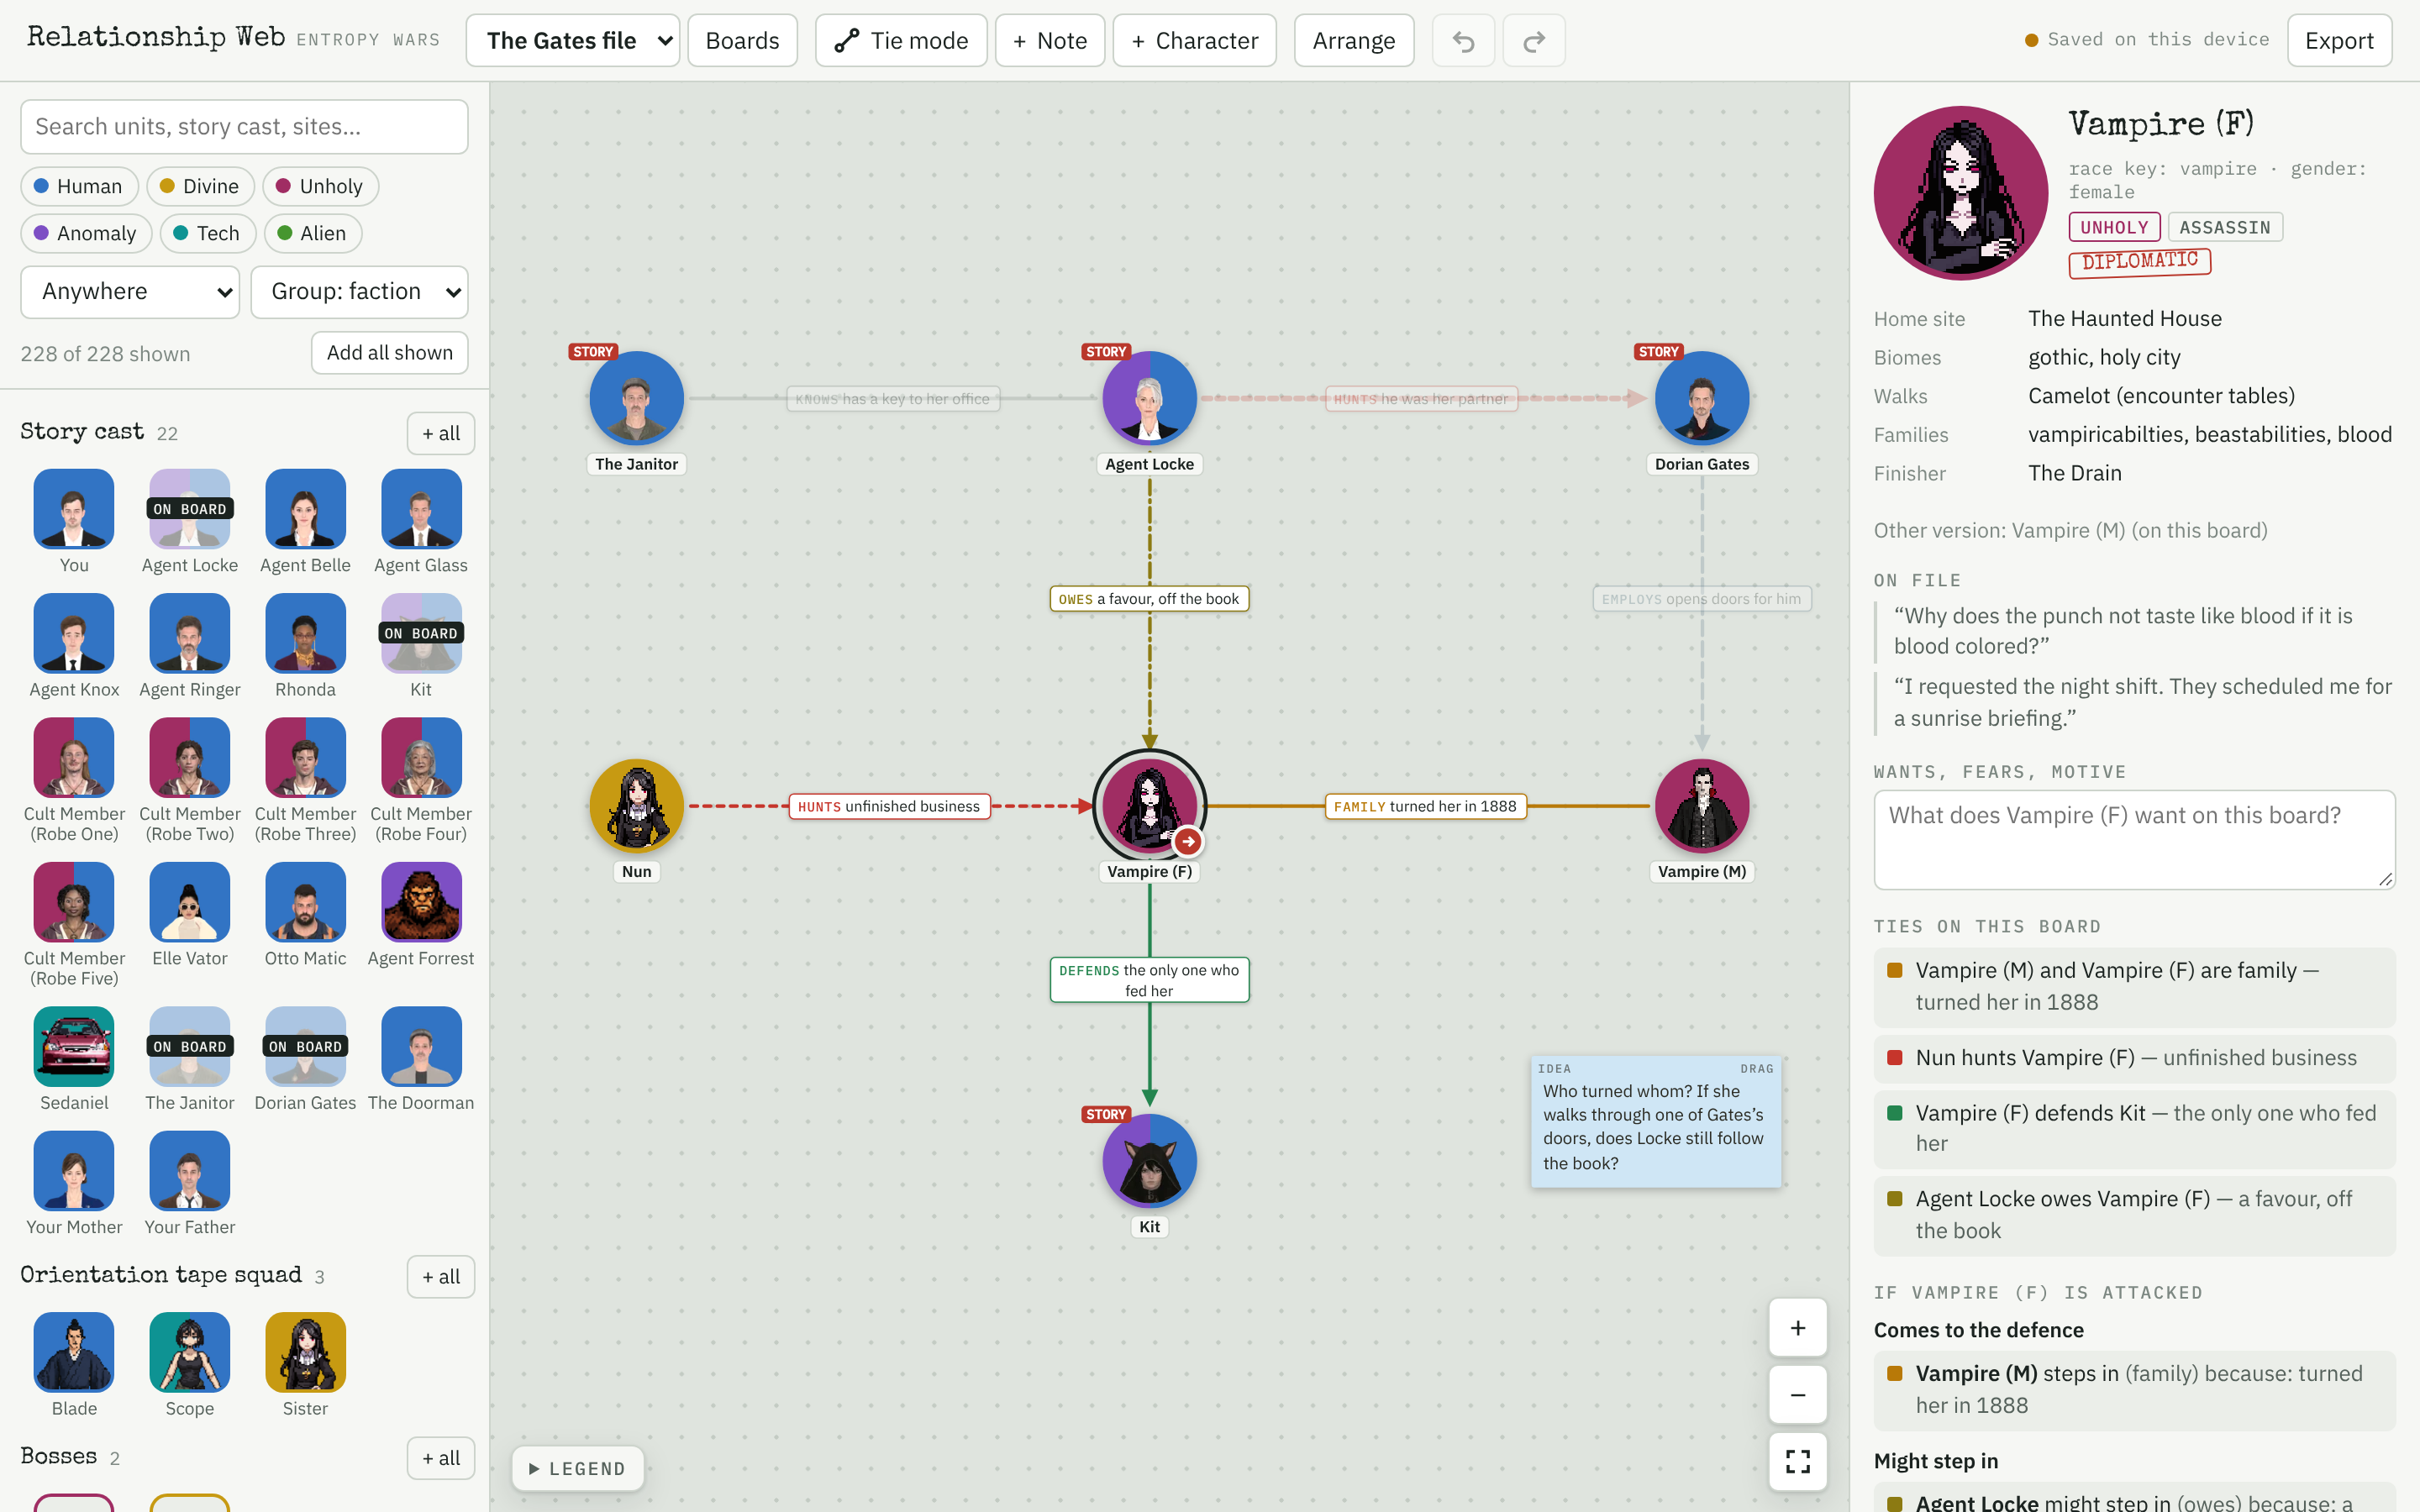 Relationship Web ENTROPY WARS
The Gates file
Boards
Tie mode
+ Note
+ Character
Arrange
Saved on this device
Export
Search units, story cast, sites...
Human
Divine
Unholy
Anomaly
Tech
Alien
Anywhere
Group: faction
228 of 228 shown
Add all shown
Story cast 22
+ all
ON BOARD
You
Agent Locke
Agent Belle
Agent Glass
ON BOARD
Agent Knox
Agent Ringer
Rhonda
Kit
Cult Member
(Robe One)
Cult Member
(Robe Two)
Cult Member
(Robe Three)
Cult Member
(Robe Four)
Cult Member
(Robe Five)
Elle Vator
Otto Matic
Agent Forrest
ON BOARD
ON BOARD
Sedaniel
The Janitor
Dorian Gates
The Doorman
Your Mother
Your Father
Orientation tape squad 3
+ all
Blade
Scope
Sister
Bosses 2
+ all
STORY
The Janitor
KNOWS has a key to her office
STORY
Agent Locke
HUNTS he was her partner
STORY
Dorian Gates
OWES a favour, off the book
EMPLOYS opens doors for him
Nun
HUNTS unfinished business
Vampire (F)
FAMILY turned her in 1888
Vampire (M)
DEFENDS the only one who
fed her
STORY
Kit
IDEA
DRAG
Who turned whom? If she
walks through one of Gates’s
doors, does Locke still follow
the book?
+
−
LEGEND
Vampire (F)
race key: vampire · gender:
female
UNHOLY
ASSASSIN
DIPLOMATIC
Home site The Haunted House
Biomes gothic, holy city
Walks Camelot (encounter tables)
Families vampiricabilties, beastabilities, blood
Finisher The Drain
Other version: Vampire (M) (on this board)
ON FILE
“Why does the punch not taste like blood if it is
blood colored?”
“I requested the night shift. They scheduled me for
a sunrise briefing.”
WANTS, FEARS, MOTIVE
What does Vampire (F) want on this board?
TIES ON THIS BOARD
Vampire (M) and Vampire (F) are family —
turned her in 1888
Nun hunts Vampire (F) — unfinished business
Vampire (F) defends Kit — the only one who fed
her
Agent Locke owes Vampire (F) — a favour, off
the book
IF VAMPIRE (F) IS ATTACKED
Comes to the defence
Vampire (M) steps in (family) because: turned
her in 1888
Might step in
Agent Locke might step in (owes) because: a